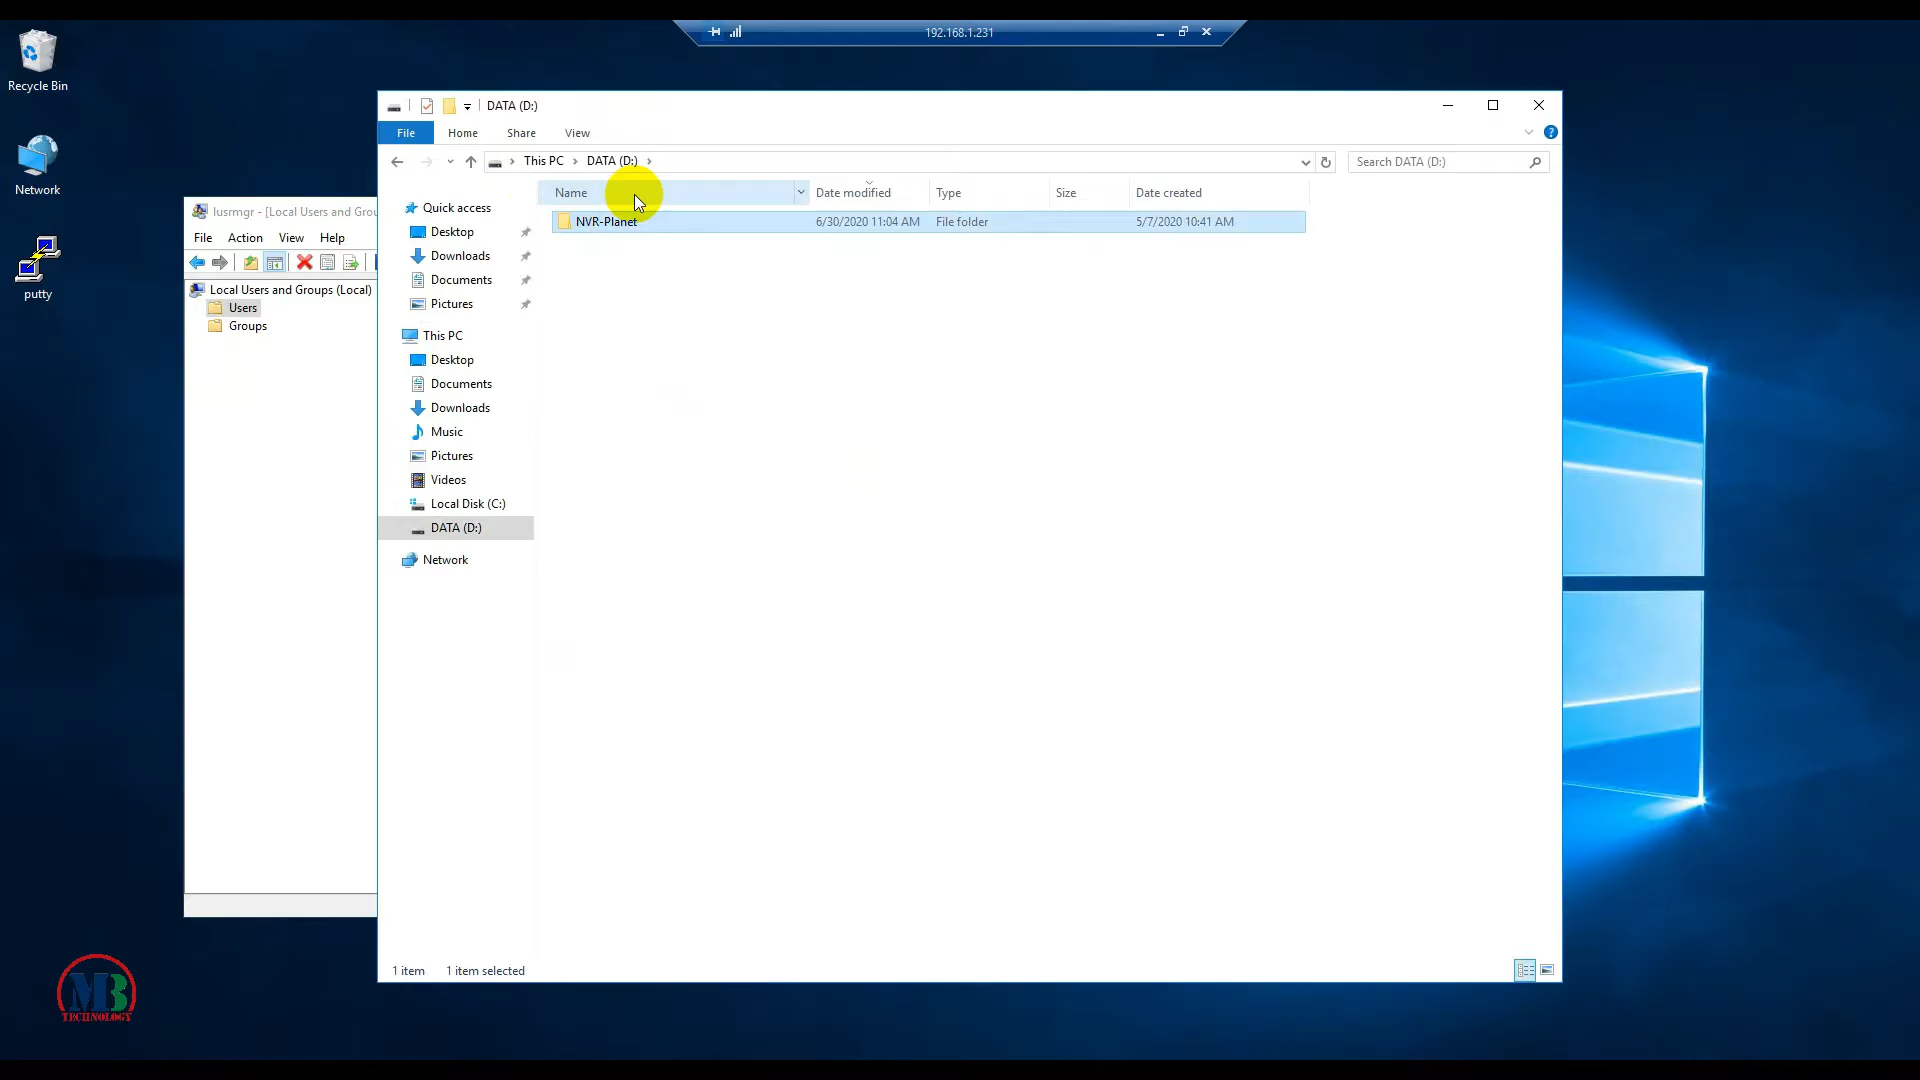 192.168.1.231
Recycle Bin
Network
putty
lusrmgr - [Local Users and Grou
File Action View Help
Local Users and Groups (Local)
Users
Groups
DATA (D:)
File Home Share View
This PC DATA (D:)
Search DATA (D:)
Name Date modified Type Size Date created
NVR-Planet 6/30/2020 11:04 AM File folder 5/7/2020 10:41 AM
Quick access
Desktop
Downloads
Documents
Pictures
This PC
Desktop
Documents
Downloads
Music
Pictures
Videos
Local Disk (C:)
DATA (D:)
Network
1 item 1 item selected
MB
TECHNOLOGY